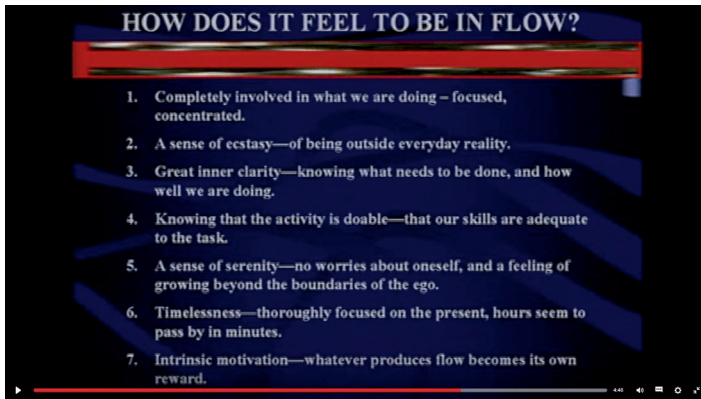 HOW DOES IT FEEL TO BE IN FLOW?
1. Completely involved in what we are doing – focused,
concentrated.
2. A sense of ecstasy—of being outside everyday reality.
3. Great inner clarity—knowing what needs to be done, and how
well we are doing.
4. Knowing that the activity is doable—that our skills are adequate
to the task.
5. A sense of serenity—no worries about oneself, and a feeling of
growing beyond the boundaries of the ego.
6. Timelessness—thoroughly focused on the present, hours seem to
pass by in minutes.
7. Intrinsic motivation—whatever produces flow becomes its own
reward.
4:46